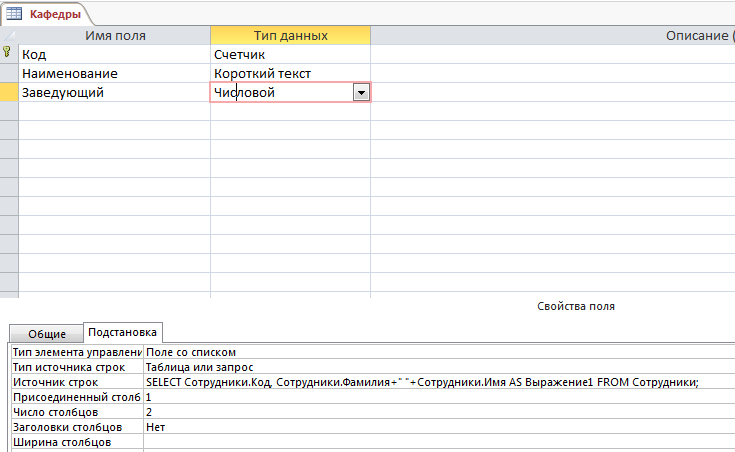 Кафедры
Имя поля Тип данных Описание (
Код Счетчик
Наименование Короткий текст
Заведующий Числовой
Свойства поля
Общие Подстановка
Тип элемента управлени Поле со списком
Тип источника строк Таблица или запрос
Источник строк SELECT Сотрудники.Код, Сотрудники.Фамилия+" "+Сотрудники.Имя AS Выражение1 FROM Сотрудники;
Присоединенный столб 1
Число столбцов 2
Заголовки столбцов Нет
Ширина столбцов